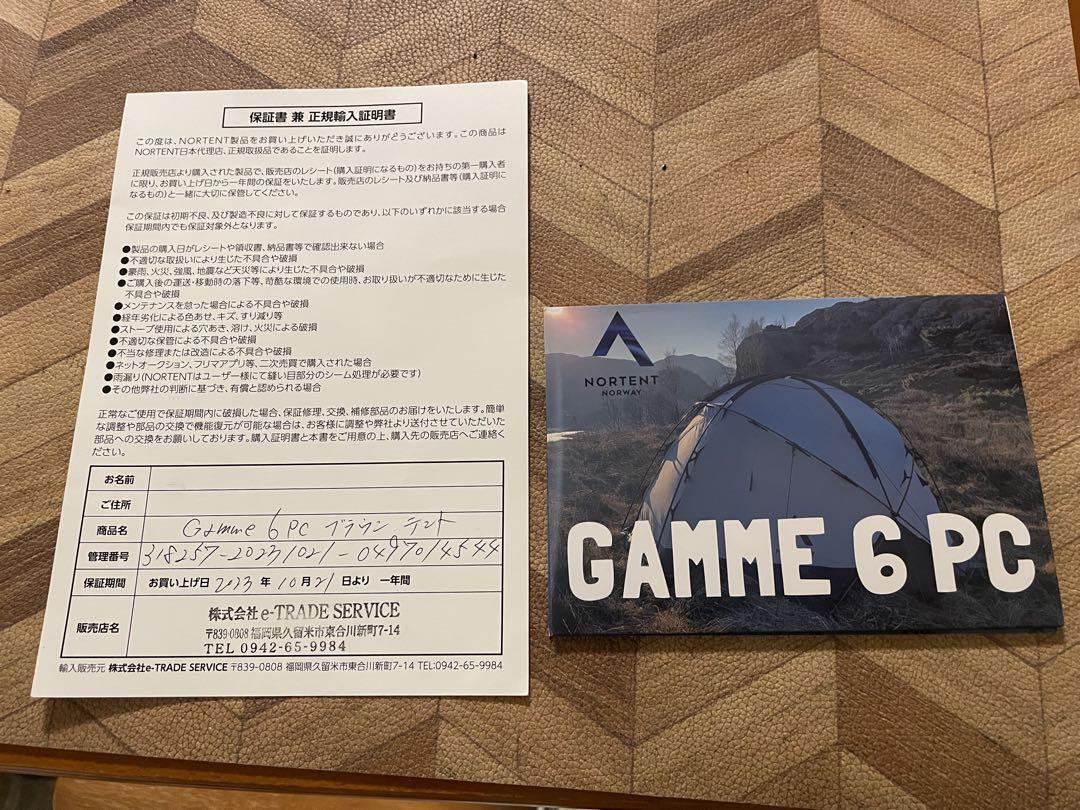 保証書 兼 正規輸入証明書
この度は、NORTENT製品をお買い上げいただき誠にありがとうございます。この商品は
NORTENT日本代理店、正規取扱品であることを証明します。
正規販売店より購入された製品で、販売店のレシート(購入証明になるもの)をお持ちの第一購入者
に限り、お買い上げ日から一年間の保証をいたします。販売店のレシート及び納品書等(購入証明に
なるもの)と一緒に大切に保管してください。
この保証は初期不良、及び製造不良に対して保証するものであり、以下のいずれかに該当する場合
保証期間内でも保証対象外となります。
●製品の購入日がレシートや領収書、納品書等で確認出来ない場合
●不適切な取扱いにより生じた不具合や破損
●豪雨、火災、強風、地震など天災等により生じた不具合や破損
●ご購入後の運送・移動時の落下等、苛酷な環境での使用時、お取り扱いが不適切なために生じた
不具合や破損
●メンテナンスを怠った場合による不具合や破損
●経年劣化による色あせ、キズ、すり減り等
●ストーブ使用による穴あき、溶け、火災による破損
●不適切な保管による不具合や破損
●不当な修理または改造による不具合や破損
●ネットオークション、フリマアプリ等、二次売買で購入された場合
●雨漏り(NORTENTはユーザー様にて縫い目部分のシーム処理が必要です)
●その他弊社の判断に基づき、有償と認められる場合
正常なご使用で保証期間内に破損した場合、保証修理、交換、補修部品のお届けをいたします。簡単
な調整や部品の交換で機能復元が可能な場合は、お客様に調整や弊社より送付させていただいた
部品への交換をお願いしております。購入証明書と本書をご用意の上、購入先の販売店へご連絡く
ださい。
お名前
ご住所
商品名 Gamme 6 PC ブラウン テント
管理番号 318257-20231021-0497014544
保証期間 お買い上げ日 2023 年 10 月 21 日より 一年間
販売店名 株式会社 e-TRADE SERVICE
〒839-0808 福岡県久留米市東合川新町7-14
TEL 0942-65-9984
輸入販売元 株式会社e-TRADE SERVICE 〒839-0808 福岡県久留米市東合川新町7-14 TEL:0942-65-9984
NORTENT
NORWAY
GAMME 6 PC